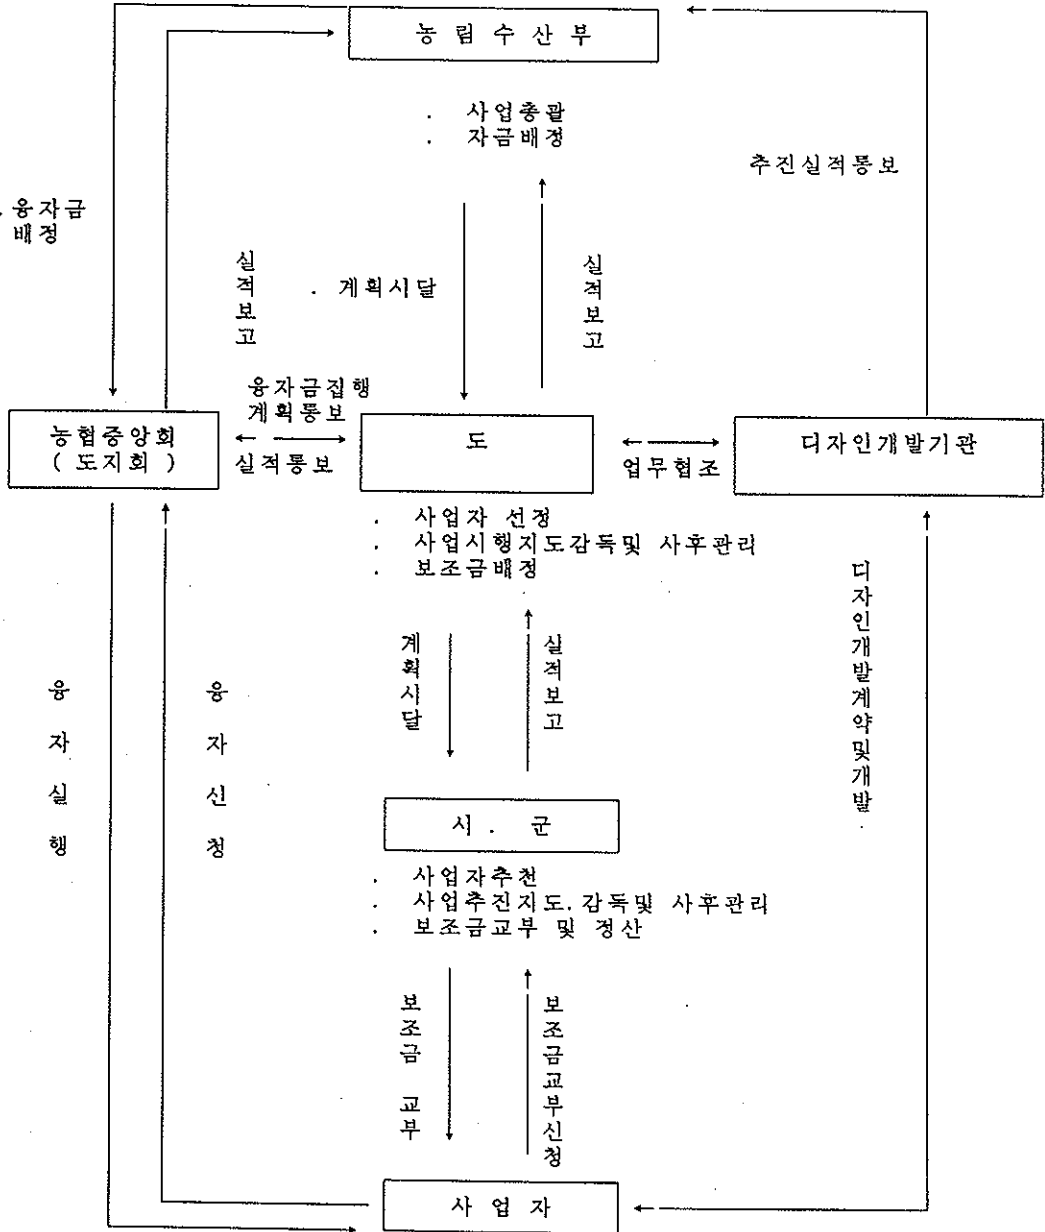 농 림 수 산 부
. 사업총괄
. 자금배정
추진실적통보
. 융자금
배정
실적보고
. 계획시달
실적보고
융자금집행
계획통보
농협중앙회
( 도지회 )
실적통보
도
업무협조
디자인개발기관
. 사업자 선정
. 사업시행지도감독및 사후관리
. 보조금배정
디자인개발계약및개발
계획시달
실적보고
융자실행
융자신청
시 . 군
. 사업자추천
. 사업추진지도.감독및 사후관리
. 보조금교부 및 정산
보조금 교부
보조금교부신청
사 업 자